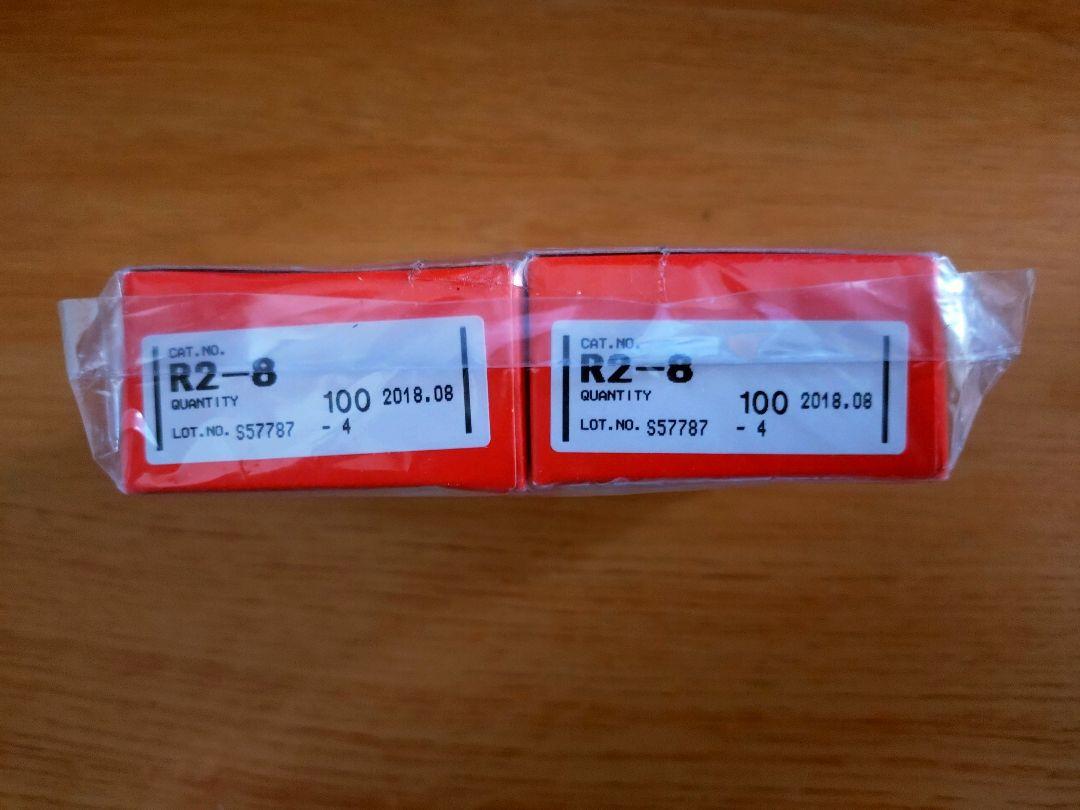 CAT.NO.
R2-8
QUANTITY 100 2018.08
LOT.NO. S57787 - 4
CAT.NO.
R2-8
QUANTITY 100 2018.08
LOT.NO. S57787 - 4